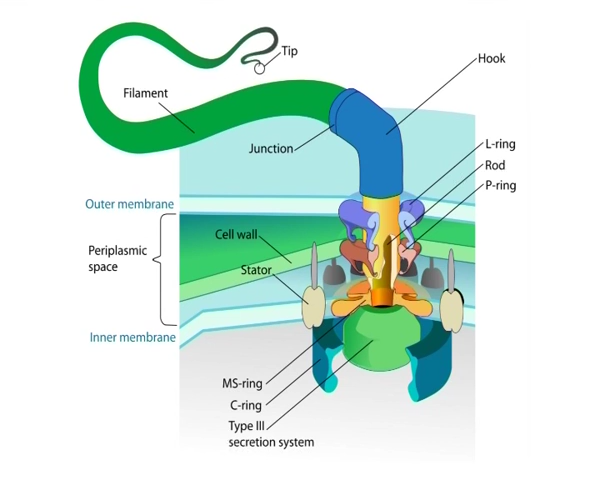 Tip
Hook
Filament
Junction
L-ring
Rod
P-ring
Outer membrane
Cell wall
Periplasmic
space
Stator
Inner membrane
MS-ring
C-ring
Type III
secretion system